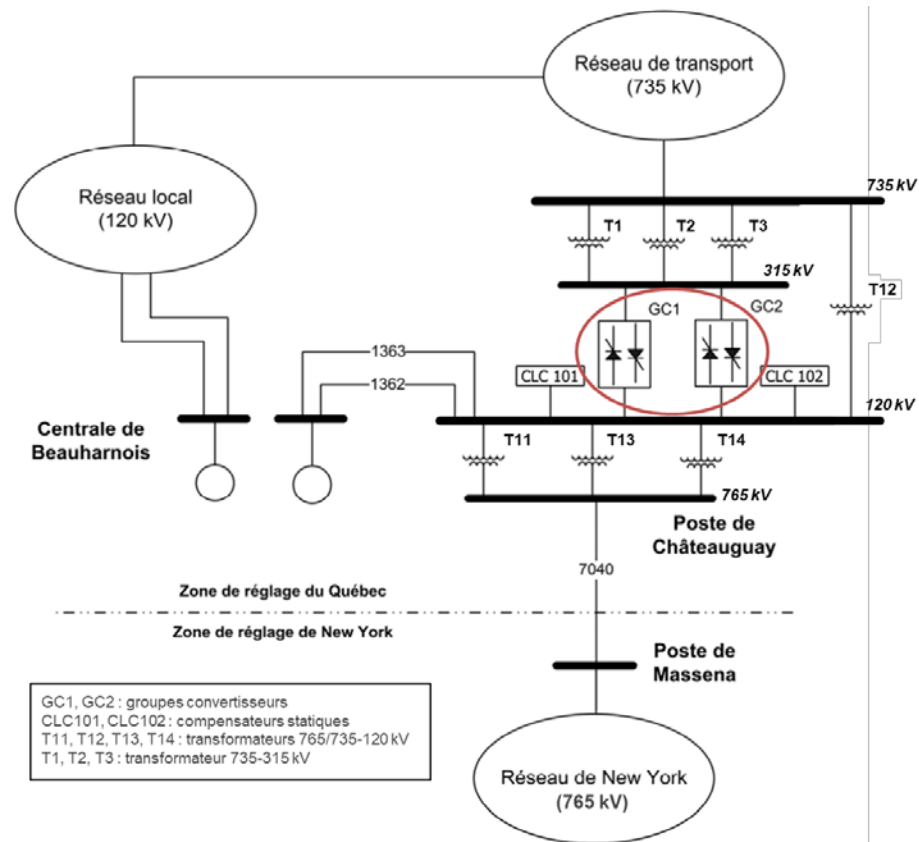 Réseau de transport
(735 kV)
Réseau local
(120 kV)
735 kV
T1
T2
T3
315 kV
T12
GC1
GC2
1363
1362
CLC 101
CLC 102
120 kV
Centrale de
Beauharnois
T11
T13
T14
765 kV
Poste de
Châteauguay
7040
Zone de réglage du Québec
Zone de réglage de New York
Poste de
Massena
GC1, GC2 : groupes convertisseurs
CLC101, CLC102 : compensateurs statiques
T11, T12, T13, T14 : transformateurs 765/735-120 kV
T1, T2, T3 : transformateur 735-315 kV
Réseau de New York
(765 kV)